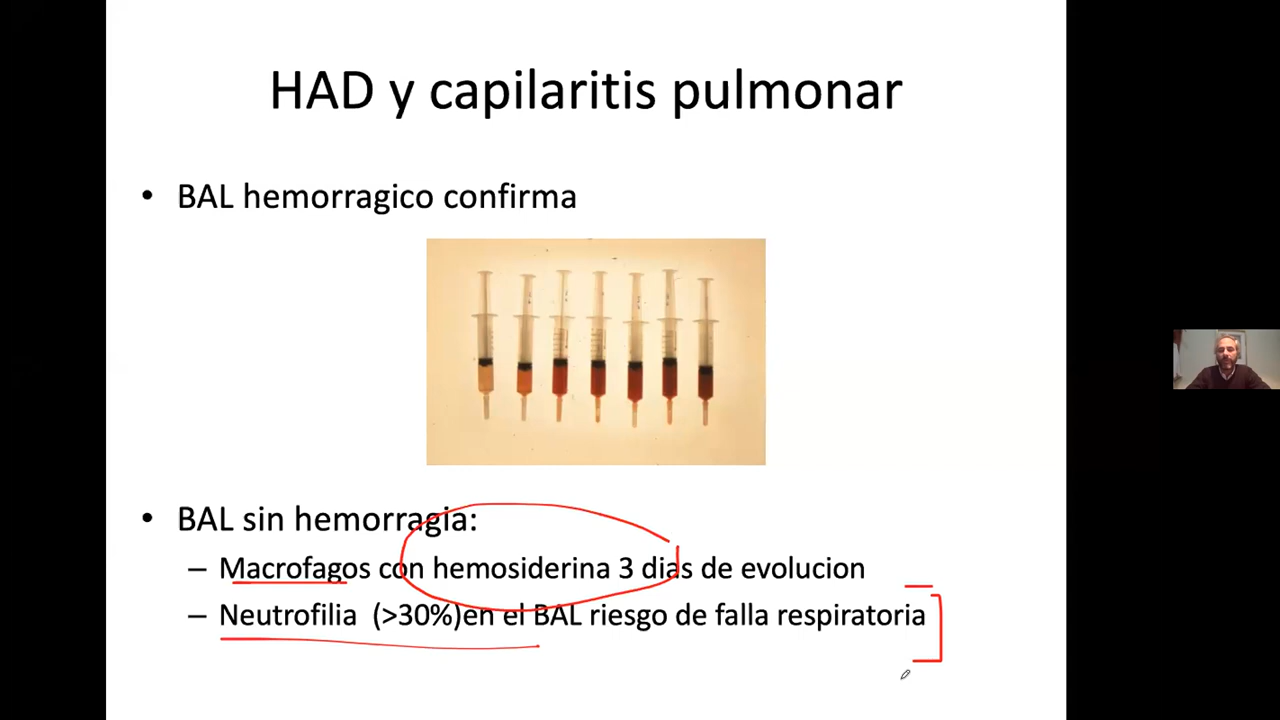 HAD y capilaritis pulmonar
• BAL hemorragico confirma
• BAL sin hemorragia:
– Macrofagos con hemosiderina 3 dias de evolucion
– Neutrofilia (>30%)en el BAL riesgo de falla respiratoria